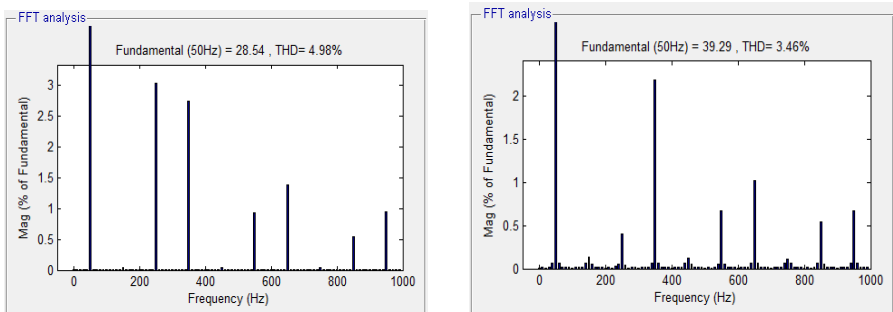 FFT analysis
Fundamental (50Hz) = 28.54 , THD= 4.98%
3
2.5
2
1.5
1
0.5
0
Mag (% of Fundamental)
0 200 400 600 800 1000
Frequency (Hz)
FFT analysis
Fundamental (50Hz) = 39.29 , THD= 3.46%
2
1.5
1
0.5
0
Mag (% of Fundamental)
0 200 400 600 800 1000
Frequency (Hz)